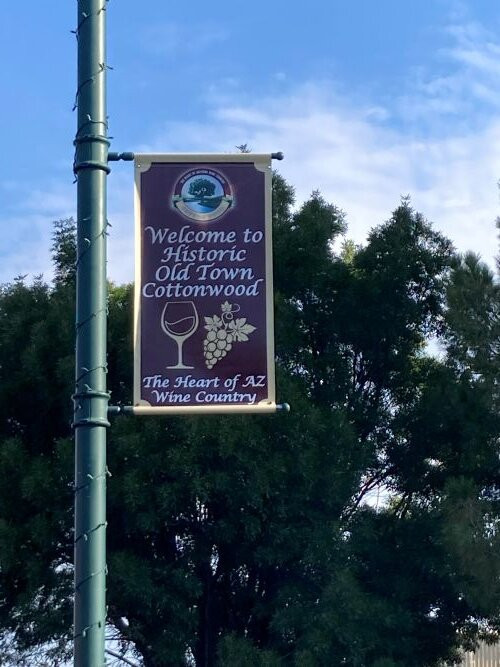 Welcome to
Historic
Old Town
Cottonwood
The Heart of AZ
Wine Country